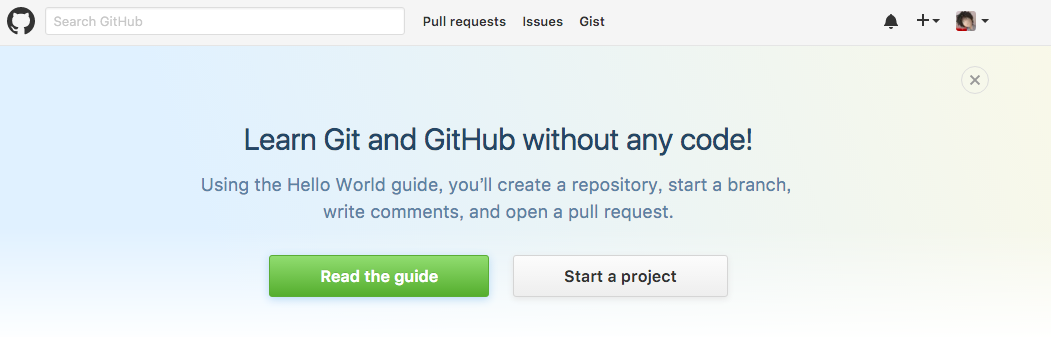 Search GitHub Pull requests Issues Gist
Learn Git and GitHub without any code!
Using the Hello World guide, you’ll create a repository, start a branch,
write comments, and open a pull request.
Read the guide Start a project